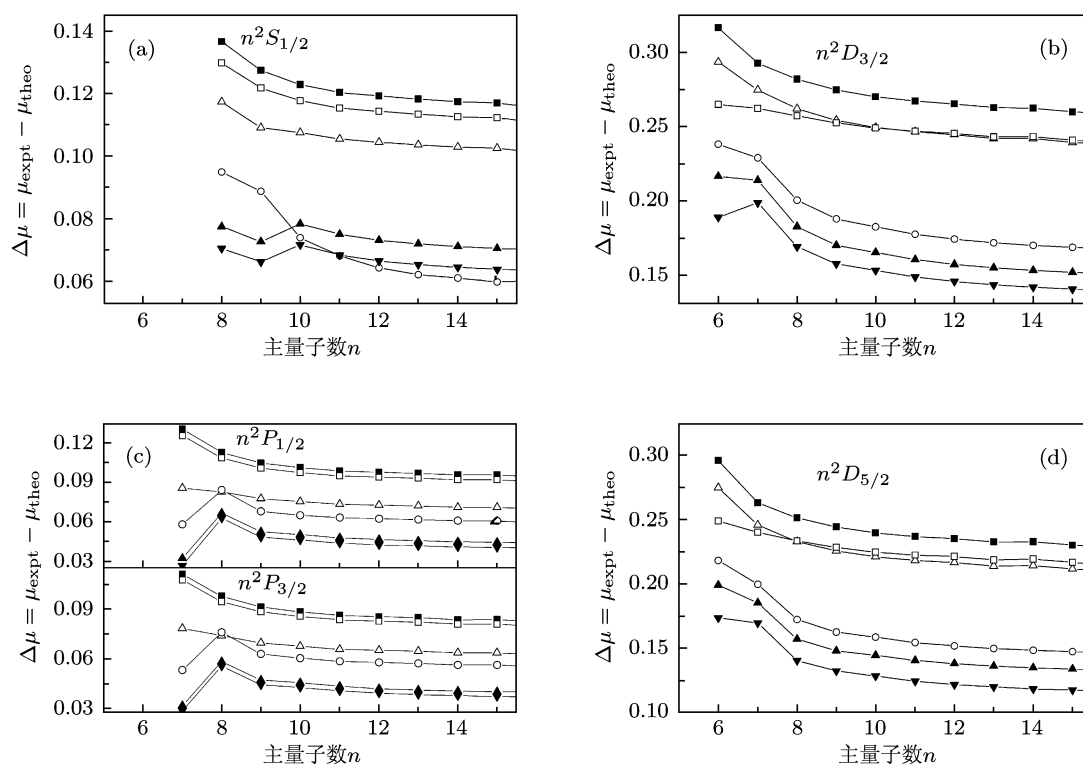 (a)
n²S₁/₂
0.14
0.12
0.10
0.08
0.06
Δμ = μexpt − μtheo
6 8 10 12 14
主量子数n
(b)
n²D₃/₂
0.30
0.25
0.20
0.15
Δμ = μexpt − μtheo
6 8 10 12 14
主量子数n
(c)
n²P₁/₂
0.12
0.09
0.06
0.03
n²P₃/₂
0.09
0.06
0.03
Δμ = μexpt − μtheo
6 8 10 12 14
主量子数n
(d)
n²D₅/₂
0.30
0.25
0.20
0.15
0.10
Δμ = μexpt − μtheo
6 8 10 12 14
主量子数n